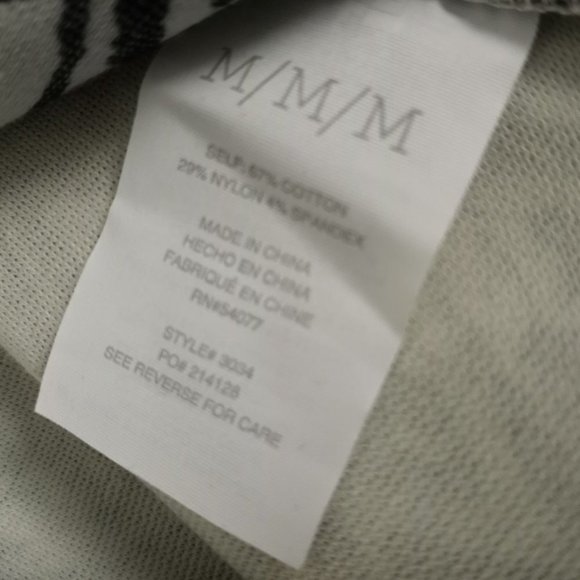 M/M/M
SELF: 67% COTTON
29% NYLON 4% SPANDEX
MADE IN CHINA
HECHO EN CHINA
FABRIQUÉ EN CHINE
RN#54077
STYLE# 3034
PO# 214128
SEE REVERSE FOR CARE